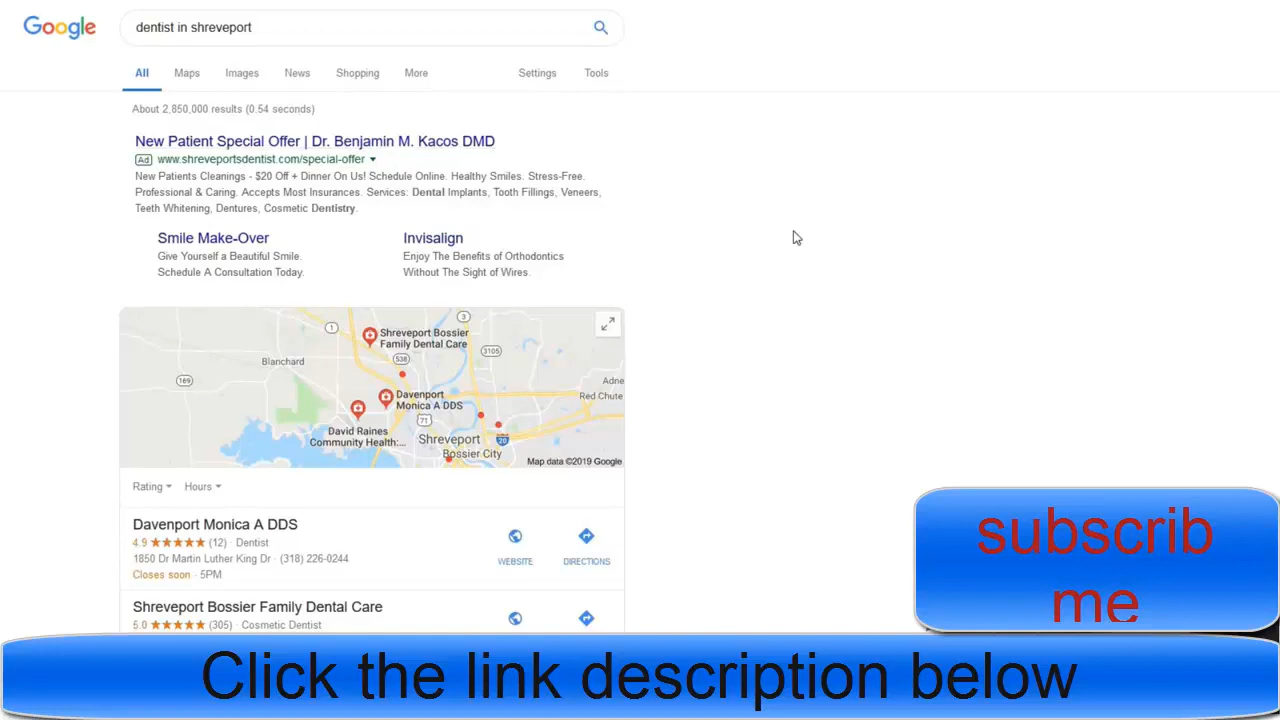 Google
dentist in shreveport
All Maps Images News Shopping More Settings Tools
About 2,850,000 results (0.54 seconds)
New Patient Special Offer | Dr. Benjamin M. Kacos DMD
Ad www.shreveportsdentist.com/special-offer
New Patients Cleanings - $20 Off + Dinner On Us! Schedule Online. Healthy Smiles. Stress-Free.
Professional & Caring. Accepts Most Insurances. Services: Dental Implants, Tooth Fillings, Veneers,
Teeth Whitening, Dentures, Cosmetic Dentistry.
Smile Make-Over
Give Yourself a Beautiful Smile.
Schedule A Consultation Today.
Invisalign
Enjoy The Benefits of Orthodontics
Without The Sight of Wires.
1
3
Shreveport Bossier
Family Dental Care
538
3105
Blanchard
169
Adne
Red Chute
Davenport
Monica A DDS
71
David Raines
Community Health:...
Shreveport
20
Bossier City
Map data ©2019 Google
Rating Hours
Davenport Monica A DDS
4.9 (12) · Dentist
1850 Dr Martin Luther King Dr · (318) 226-0244
Closes soon · 5PM
WEBSITE DIRECTIONS
Shreveport Bossier Family Dental Care
5.0 (305) · Cosmetic Dentist
subscrib
me
Click the link description below